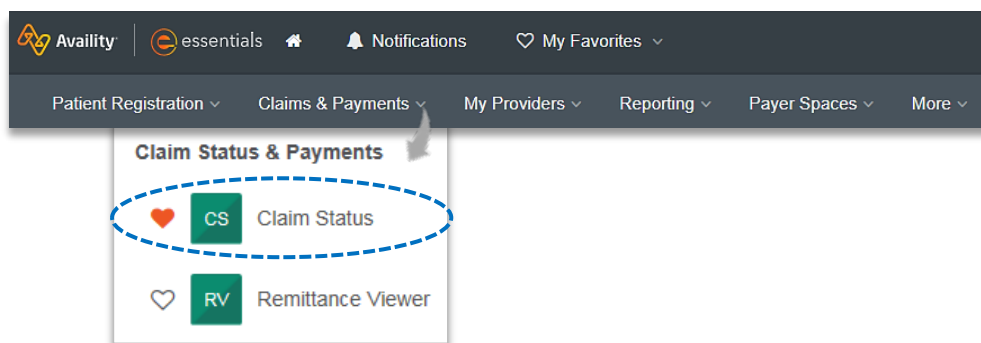 Availity essentials Notifications My Favorites
Patient Registration Claims & Payments My Providers Reporting Payer Spaces More
Claim Status & Payments
CS Claim Status
RV Remittance Viewer